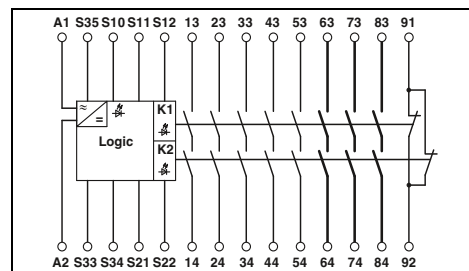 A1 S35 S10 S11 S12 13 23 33 43 53 63 73 83 91
≈
=
K1
Logic
K2
A2 S33 S34 S21 S22 14 24 34 44 54 64 74 84 92